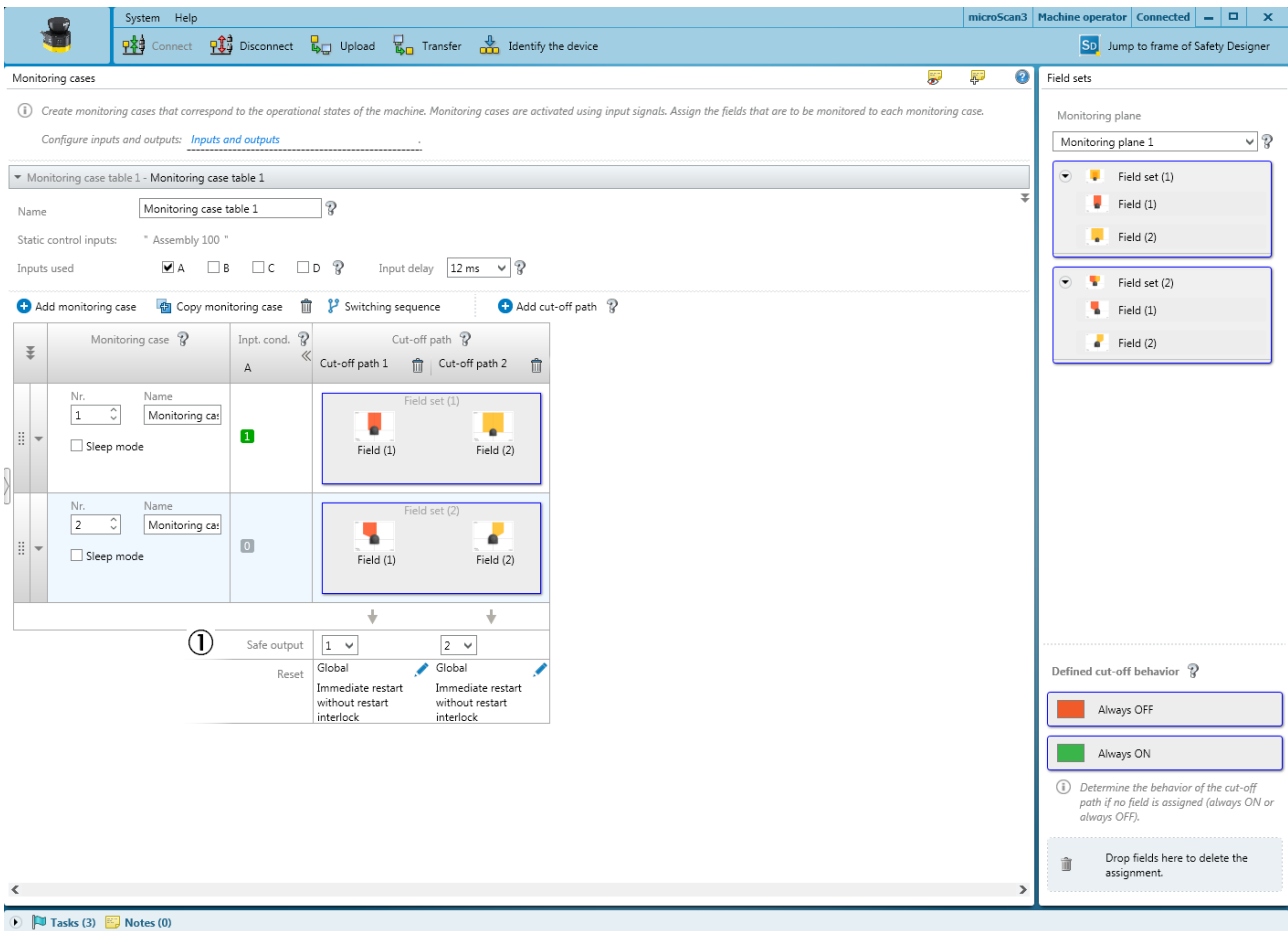 System Help
microScan3 Machine operator Connected
Connect Disconnect Upload Transfer Identify the device
SD Jump to frame of Safety Designer
Monitoring cases
Create monitoring cases that correspond to the operational states of the machine. Monitoring cases are activated using input signals. Assign the fields that are to be monitored to each monitoring case.
Configure inputs and outputs: Inputs and outputs
Monitoring case table 1 - Monitoring case table 1
Name Monitoring case table 1
Static control inputs: " Assembly 100 "
Inputs used A B C D Input delay 12 ms
Add monitoring case Copy monitoring case Switching sequence Add cut-off path
Monitoring case Inpt. cond. Cut-off path
A Cut-off path 1 Cut-off path 2
Nr. Name Field set (1)
1 Monitoring cas
Sleep mode 1
Field (1) Field (2)
Nr. Name Field set (2)
2 Monitoring cas
Sleep mode 0
Field (1) Field (2)
① Safe output 1 2
Reset Global Global
Immediate restart Immediate restart
without restart without restart
interlock interlock
Field sets
Monitoring plane
Monitoring plane 1
Field set (1)
Field (1)
Field (2)
Field set (2)
Field (1)
Field (2)
Defined cut-off behavior
Always OFF
Always ON
Determine the behavior of the cut-off
path if no field is assigned (always ON or
always OFF).
Drop fields here to delete the
assignment.
Tasks (3) Notes (0)